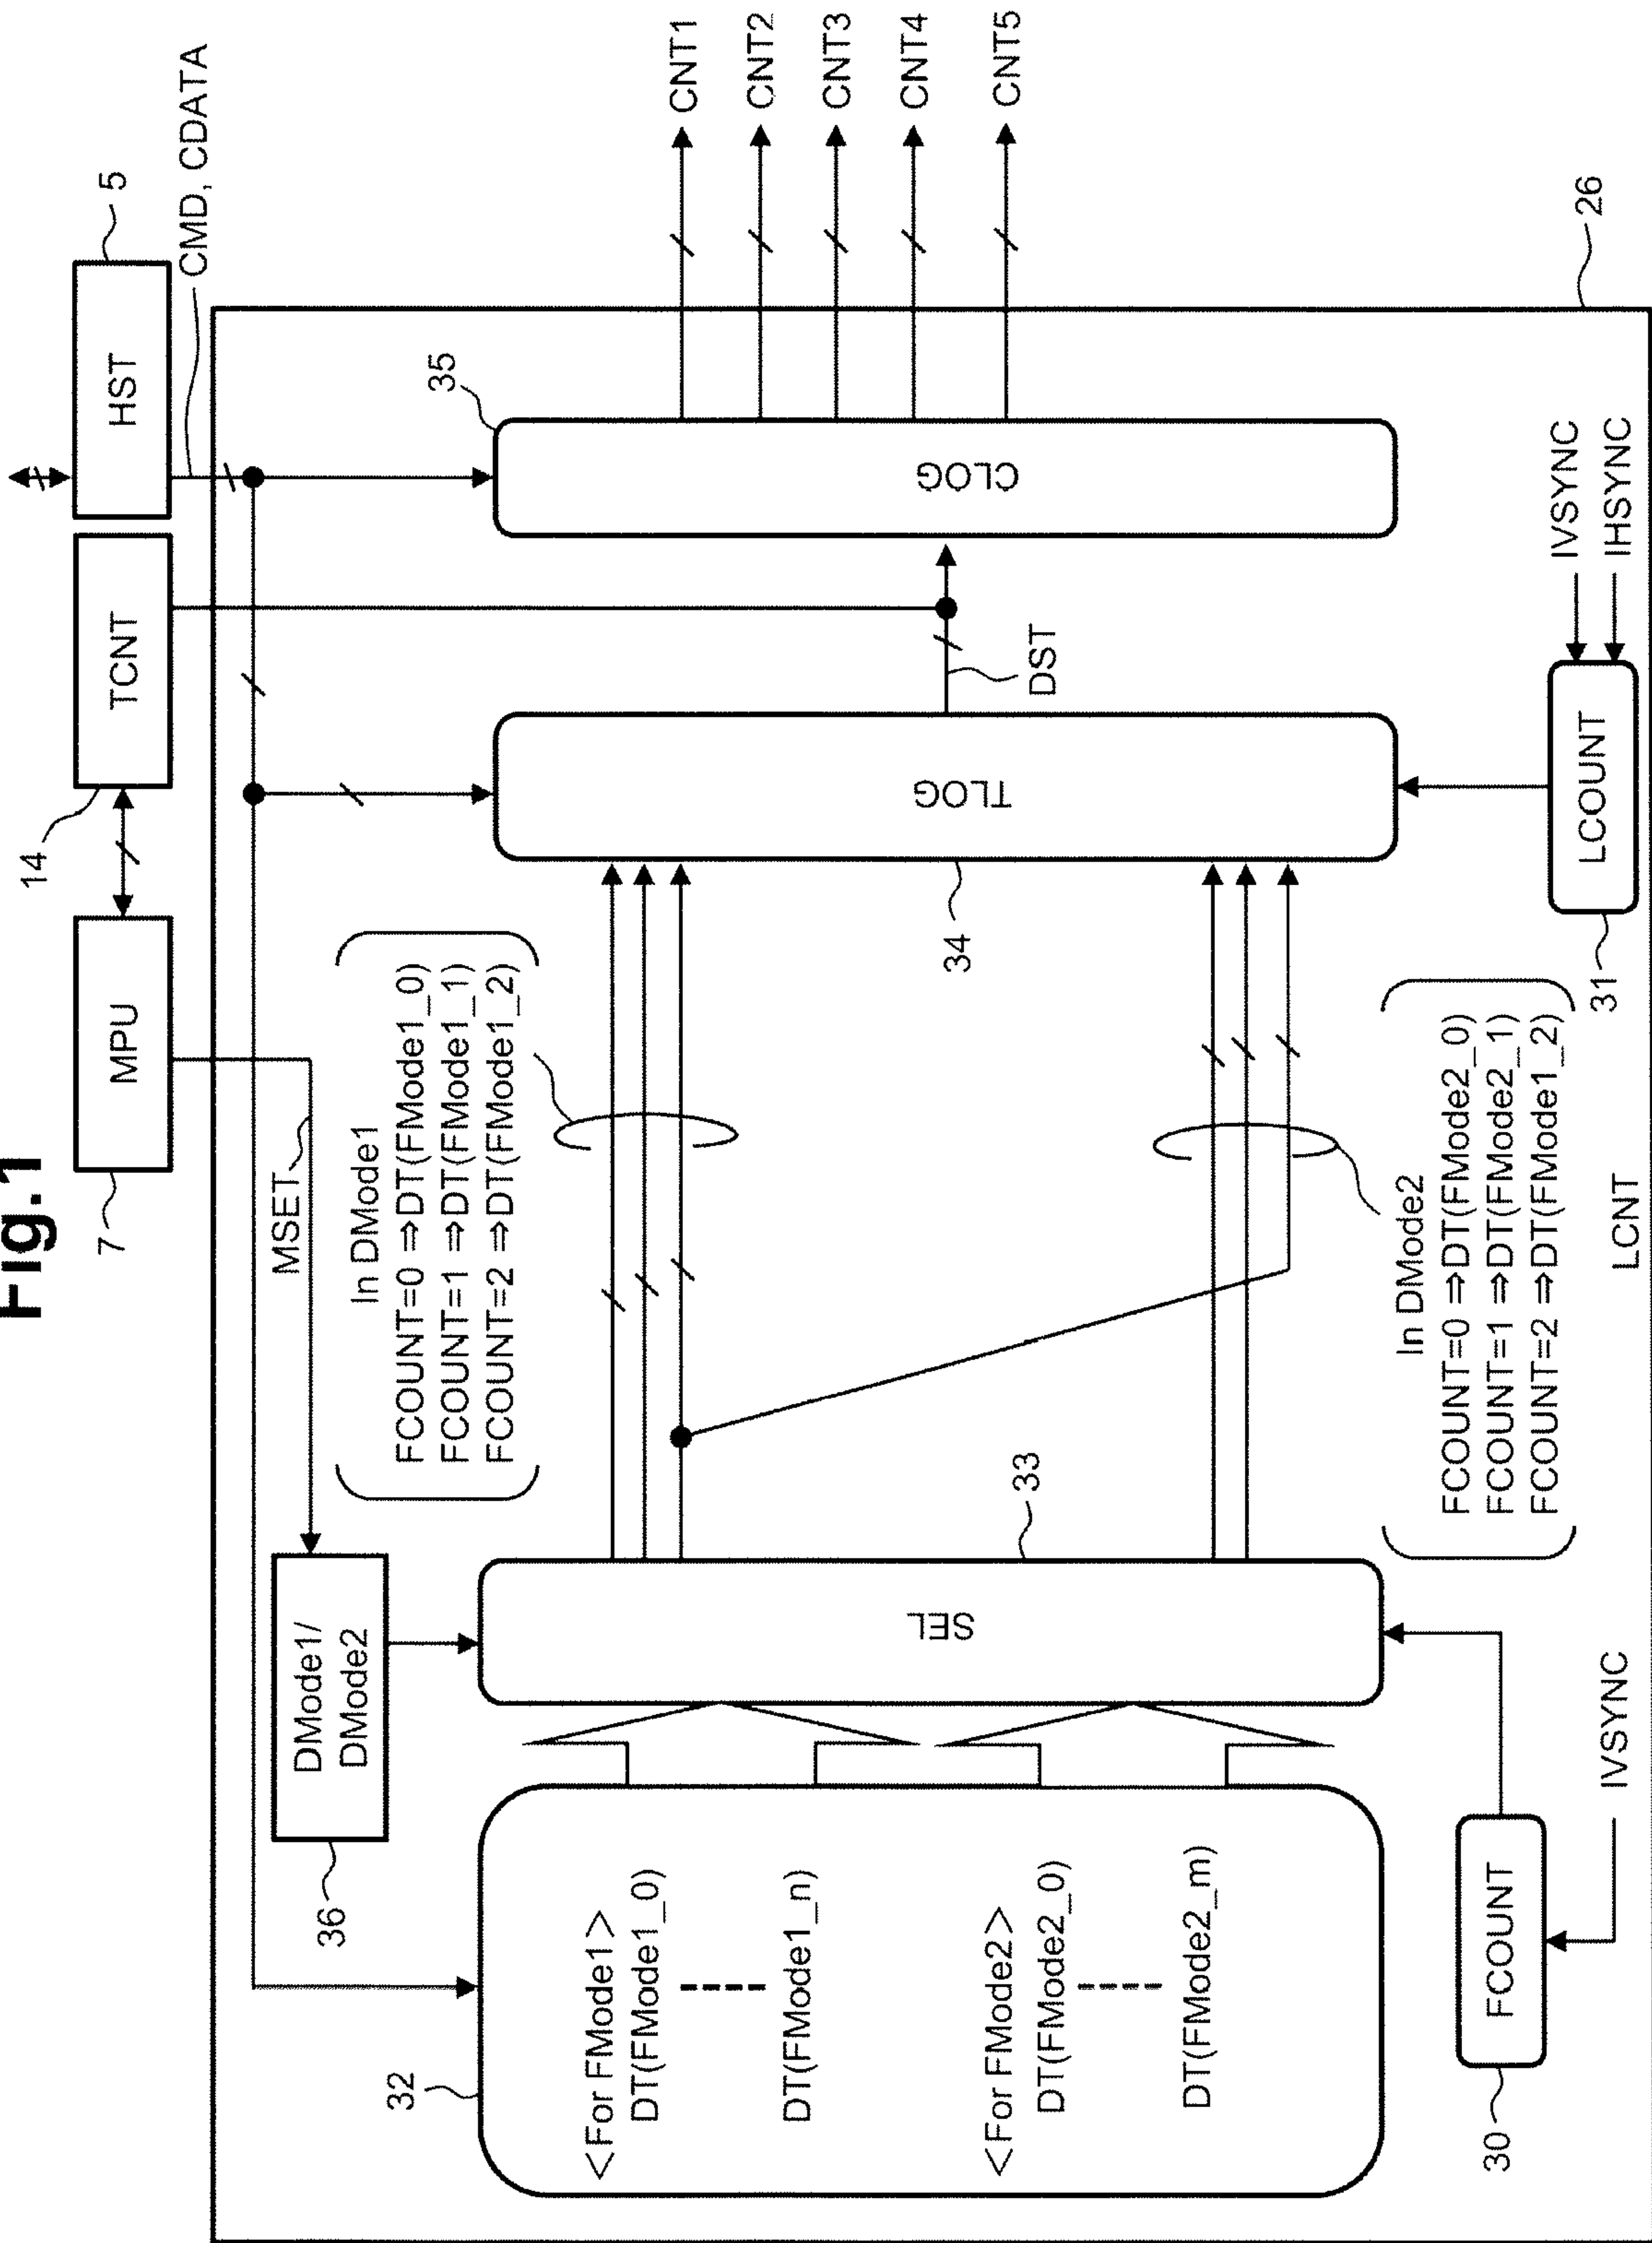 Fig.1
7
MPU
14
TCNT
HST
5
CMD, CDATA
MSET
36
DMode1/
DMode2
In DMode1
FCOUNT=0 ⇒DT(FMode1_0)
FCOUNT=1 ⇒DT(FMode1_1)
FCOUNT=2 ⇒DT(FMode1_2)
35
32
<For FMode1>
DT(FMode1_0)
DT(FMode1_n)
<For FMode2>
DT(FMode2_0)
DT(FMode2_m)
SEL
33
TLOG
34
DST
CLOG
CNT1
CNT2
CNT3
CNT4
CNT5
In DMode2
FCOUNT=0 ⇒DT(FMode2_0)
FCOUNT=1 ⇒DT(FMode2_1)
FCOUNT=2 ⇒DT(FMode1_2)
30
FCOUNT
IVSYNC
LCNT
31
LCOUNT
IVSYNC
IHSYNC
26